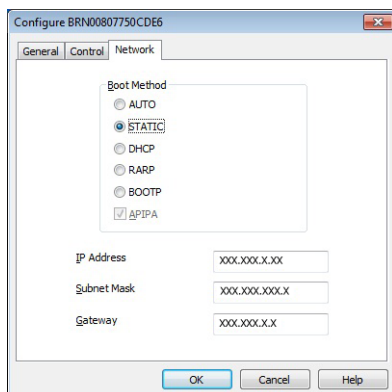 Configure BRN00807750CDE6
General Control Network
Boot Method
AUTO
STATIC
DHCP
RARP
BOOTP
APIPA
IP Address XXX.XXX.X.XX
Subnet Mask XXX.XXX.XXX.X
Gateway XXX.XXX.X.X
OK Cancel Help